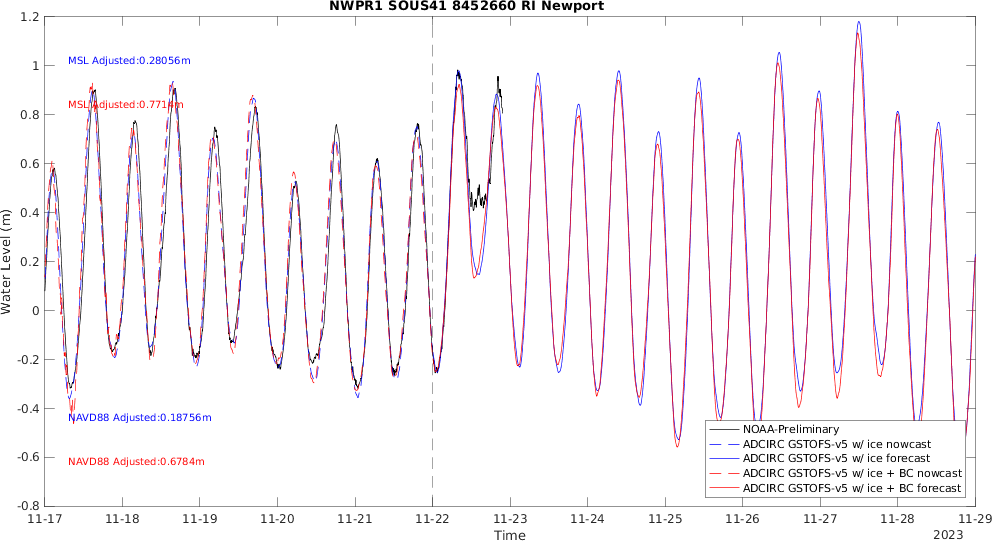 NWPR1 SOUS41 8452660 RI Newport
1.2
1
0.8
0.6
0.4
0.2
0
-0.2
-0.4
-0.6
-0.8
Water Level (m)
MSL Adjusted:0.28056m
MSL Adjusted:0.7714m
NAVD88 Adjusted:0.18756m
NAVD88 Adjusted:0.6784m
NOAA-Preliminary
ADCIRC GSTOFS-v5 w/ ice nowcast
ADCIRC GSTOFS-v5 w/ ice forecast
ADCIRC GSTOFS-v5 w/ ice + BC nowcast
ADCIRC GSTOFS-v5 w/ ice + BC forecast
11-17 11-18 11-19 11-20 11-21 11-22 11-23 11-24 11-25 11-26 11-27 11-28 11-29
Time
2023